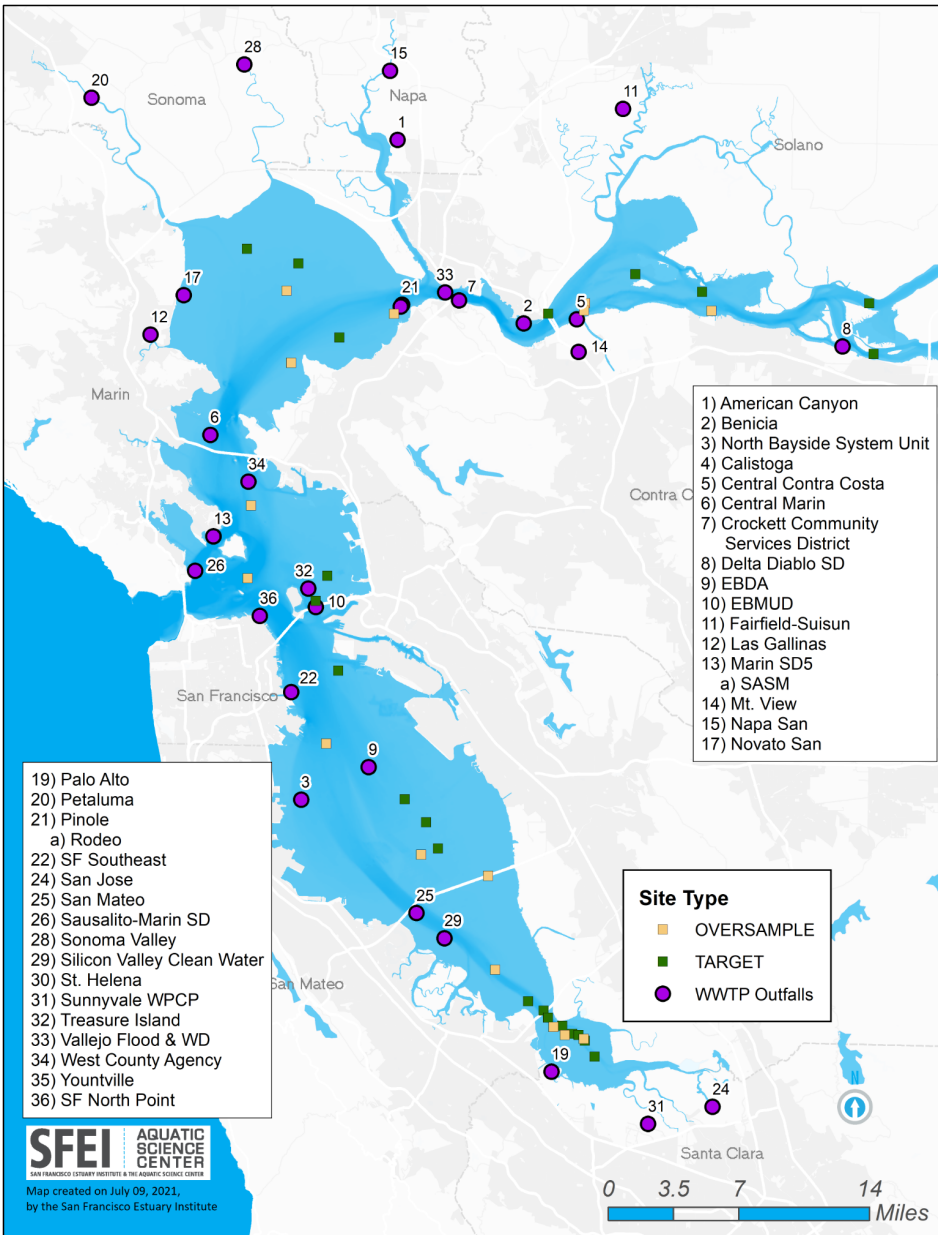 28
15
20
Sonoma
Napa
11
1
Solano
17
21
33
7
2
5
12
14
8
Marin
6
34
Contra C
13
26
32
10
36
San Francisco
22
9
3
25
29
San Mateo
19
31
24
Santa Clara
1) American Canyon
2) Benicia
3) North Bayside System Unit
4) Calistoga
5) Central Contra Costa
6) Central Marin
7) Crockett Community
Services District
8) Delta Diablo SD
9) EBDA
10) EBMUD
11) Fairfield-Suisun
12) Las Gallinas
13) Marin SD5
a) SASM
14) Mt. View
15) Napa San
17) Novato San
19) Palo Alto
20) Petaluma
21) Pinole
a) Rodeo
22) SF Southeast
24) San Jose
25) San Mateo
26) Sausalito-Marin SD
28) Sonoma Valley
29) Silicon Valley Clean Water
30) St. Helena
31) Sunnyvale WPCP
32) Treasure Island
33) Vallejo Flood & WD
34) West County Agency
35) Yountville
36) SF North Point
Site Type
OVERSAMPLE
TARGET
WWTP Outfalls
N
SFEI
AQUATIC
SCIENCE
CENTER
SAN FRANCISCO ESTUARY INSTITUTE & THE AQUATIC SCIENCE CENTER
Map created on July 09, 2021,
by the San Francisco Estuary Institute
0 3.5 7 14
Miles